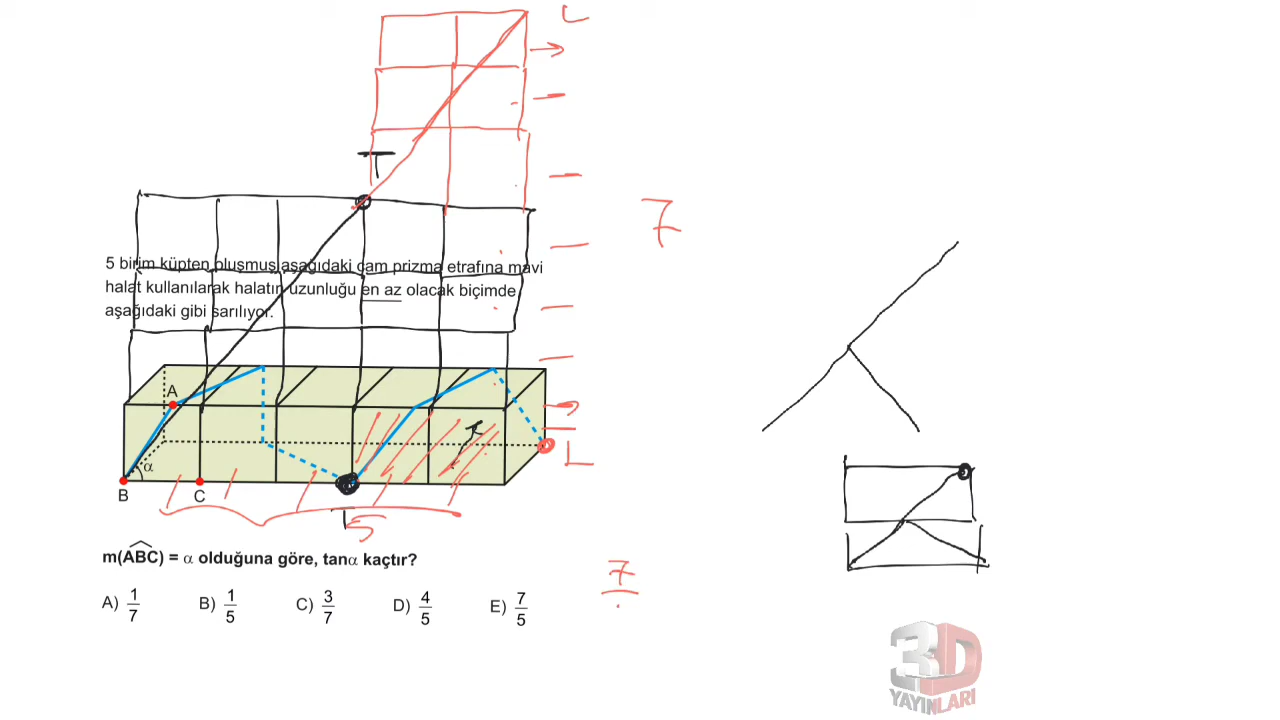 L
T
7
5 birim küpten oluşmuş aşağıdaki cam prizma etrafına mavi
halat kullanılarak halatın uzunluğu en az olacak biçimde
aşağıdaki gibi sarılıyor.
A
α
B
C
L
T
5
m(ABC) = α olduğuna göre, tanα kaçtır?
A) 1/7 B) 1/5 C) 3/7 D) 4/5 E) 7/5
7
3D
YAYINLARI